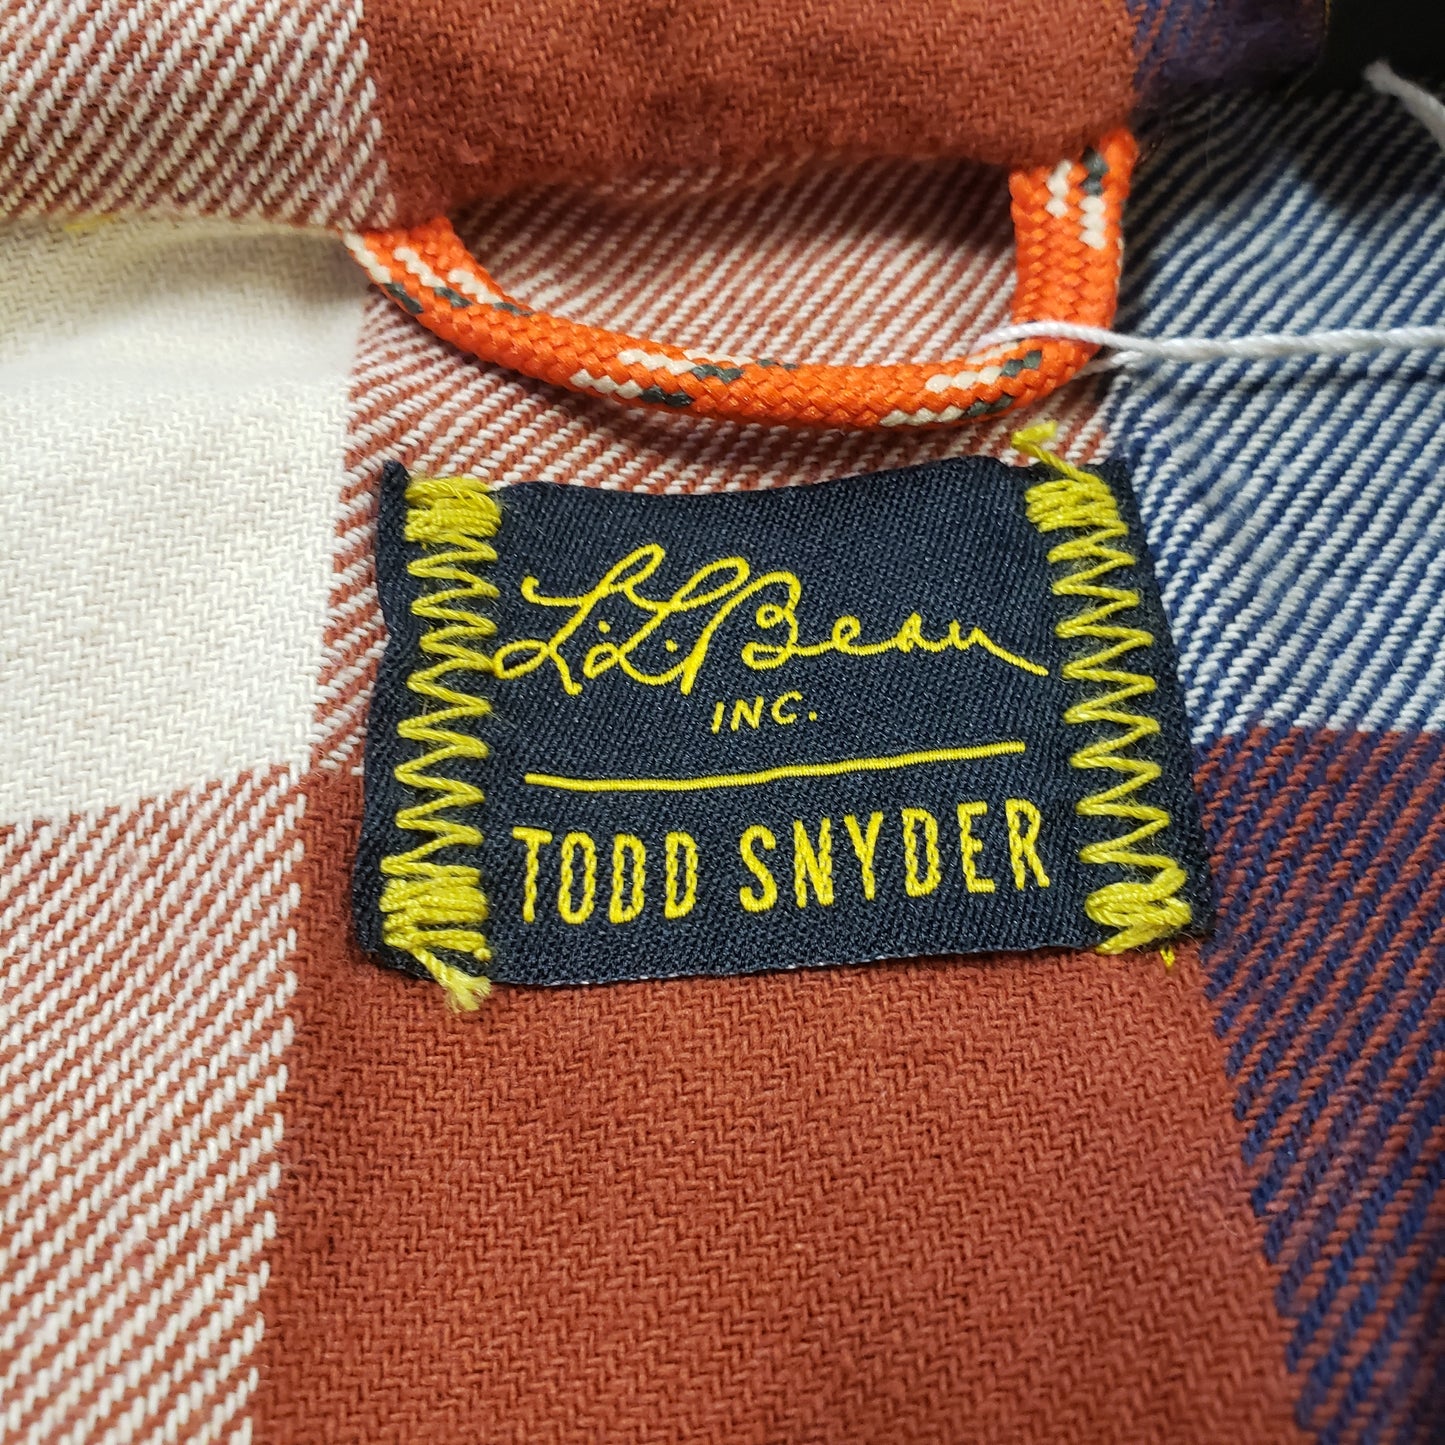 L.L.Bean
INC.
TODD SNYDER